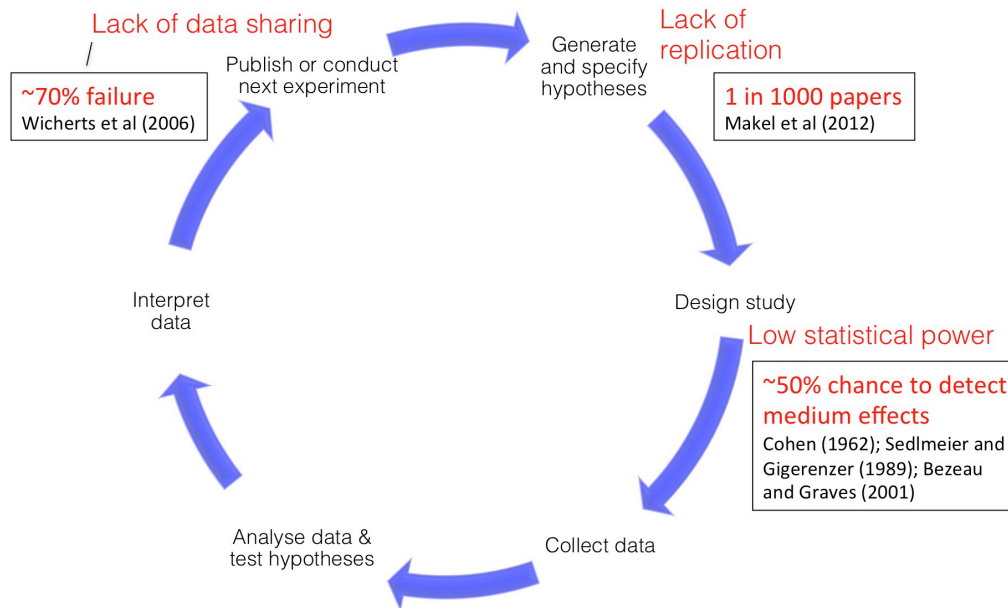 Lack of data sharing
~70% failure
Wicherts et al (2006)
Publish or conduct
next experiment
Generate
and specify
hypotheses
Lack of
replication
1 in 1000 papers
Makel et al (2012)
Design study
Low statistical power
~50% chance to detect
medium effects
Cohen (1962); Sedlmeier and
Gigerenzer (1989); Bezeau
and Graves (2001)
Collect data
Analyse data &
test hypotheses
Interpret
data